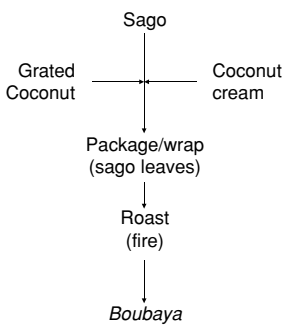 Sago
Grated
Coconut
Coconut
cream
Package/wrap
(sago leaves)
Roast
(fire)
Boubaya